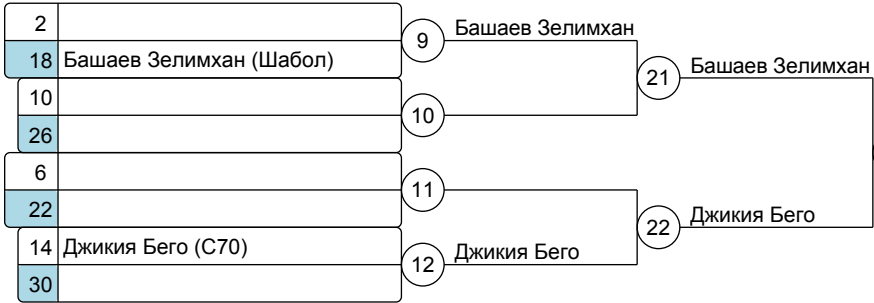 2
9 Башаев Зелимхан
18 Башаев Зелимхан (Шабол)
21 Башаев Зелимхан
10
10
26
6
11
22
22 Джикия Бего
14 Джикия Бего (С70)
12 Джикия Бего
30